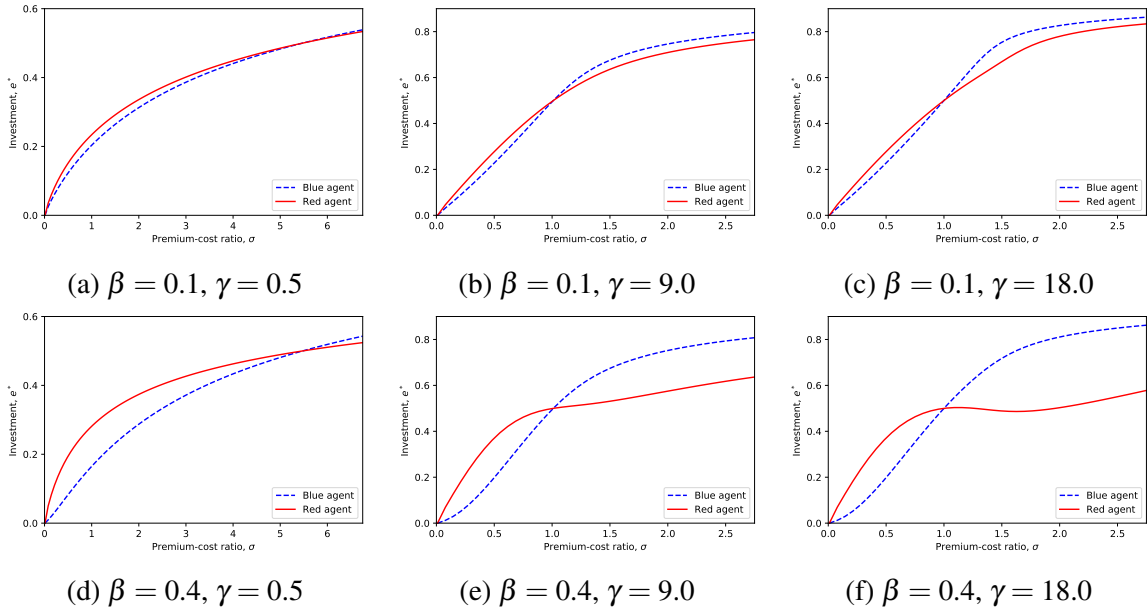 0.6
0.4
0.2
0.0
Investment, e*
0 1 2 3 4 5 6
Premium-cost ratio, σ
Blue agent
Red agent
(a) β = 0.1, γ = 0.5
0.8
0.6
0.4
0.2
0.0
Investment, e*
0.0 0.5 1.0 1.5 2.0 2.5
Premium-cost ratio, σ
Blue agent
Red agent
(b) β = 0.1, γ = 9.0
0.8
0.6
0.4
0.2
0.0
Investment, e*
0.0 0.5 1.0 1.5 2.0 2.5
Premium-cost ratio, σ
Blue agent
Red agent
(c) β = 0.1, γ = 18.0
0.6
0.4
0.2
0.0
Investment, e*
0 1 2 3 4 5 6
Premium-cost ratio, σ
Blue agent
Red agent
(d) β = 0.4, γ = 0.5
0.8
0.6
0.4
0.2
0.0
Investment, e*
0.0 0.5 1.0 1.5 2.0 2.5
Premium-cost ratio, σ
Blue agent
Red agent
(e) β = 0.4, γ = 9.0
0.8
0.6
0.4
0.2
0.0
Investment, e*
0.0 0.5 1.0 1.5 2.0 2.5
Premium-cost ratio, σ
Blue agent
Red agent
(f) β = 0.4, γ = 18.0